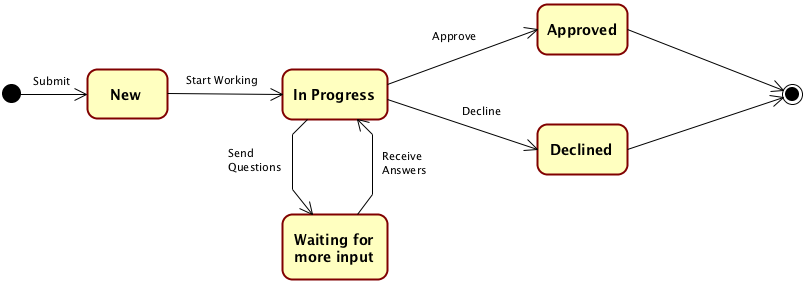 Submit
New
Start Working
In Progress
Approve
Approved
Decline
Declined
Send
Questions
Receive
Answers
Waiting for
more input